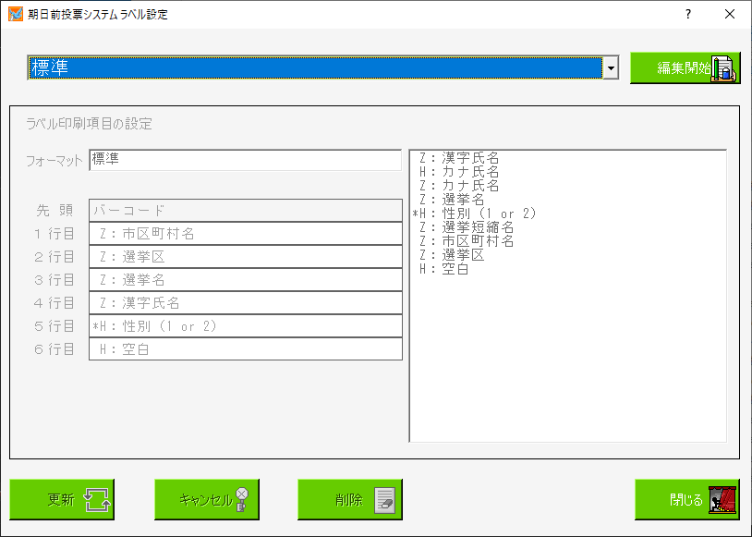 期日前投票システムラベル設定
標準
編集開始
ラベル印刷項目の設定
フォーマット 標準
先 頭 バーコード
1 行目 Z：市区町村名
2 行目 Z：選挙区
3 行目 Z：選挙名
4 行目 Z：漢字氏名
5 行目 *H：性別 (1 or 2)
6 行目 H：空白
Z：漢字氏名
H：カナ氏名
Z：カナ氏名
Z：選挙名
*H：性別 (1 or 2)
Z：選挙短縮名
Z：市区町村名
Z：選挙区
H：空白
更新
キャンセル
削除
閉じる